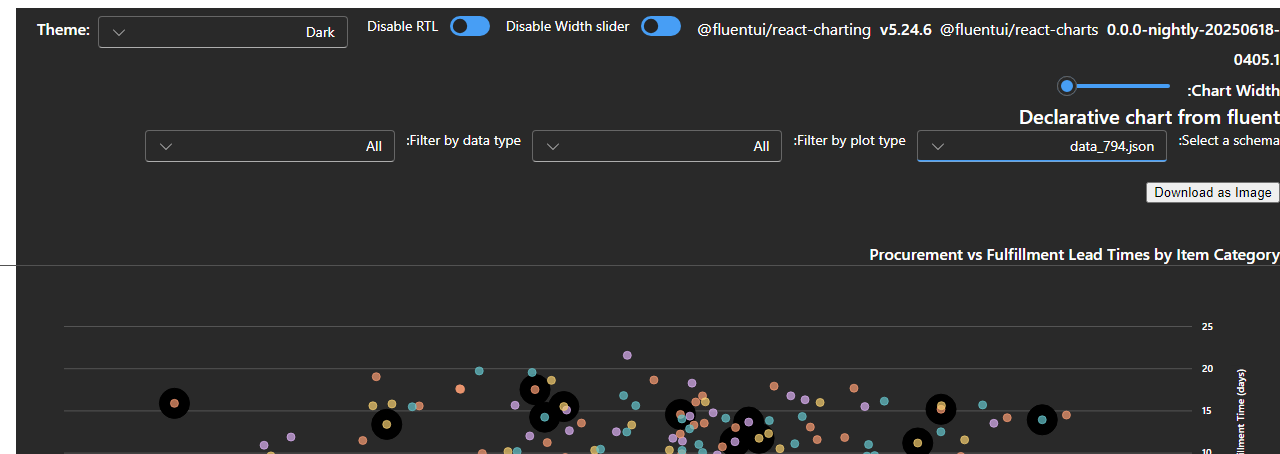 Theme: Dark Disable RTL Disable Width slider @fluentui/react-charting v5.24.6 @fluentui/react-charts 0.0.0-nightly-20250618-
0405.1
:Chart Width
Declarative chart from fluent
:Select a schema data_794.json :Filter by plot type All :Filter by data type All
Download as Image
Procurement vs Fulfillment Lead Times by Item Category
25
20
15
10
Time (days)